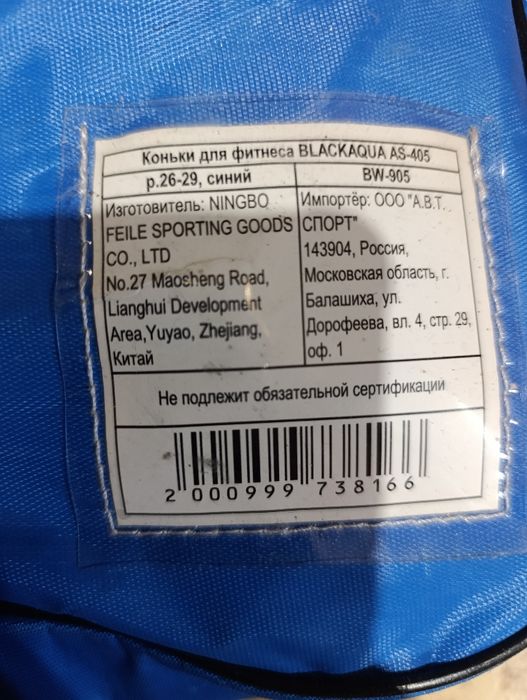 Коньки для фитнеса BLACKAQUA AS-405
р.26-29, синий
BW-905
Изготовитель: NINGBO
FEILE SPORTING GOODS
CO., LTD
No.27 Maosheng Road,
Lianghui Development
Area,Yuyao, Zhejiang,
Китай
Импортёр: ООО "А.В.Т.
СПОРТ"
143904, Россия,
Московская область, г.
Балашиха, ул.
Дорофеева, вл. 4, стр. 29,
оф. 1
Не подлежит обязательной сертификации
2 000999 738166